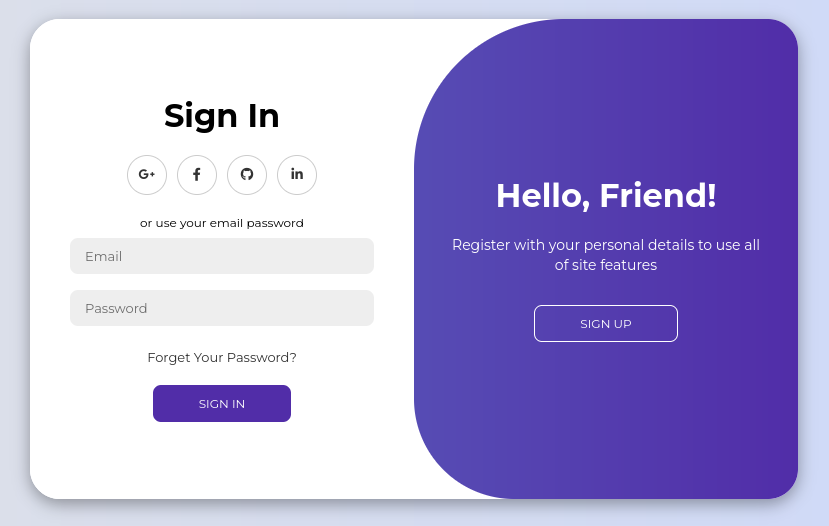 Sign In
G+
f
in
or use your email password
Email
Password
Forget Your Password?
SIGN IN
Hello, Friend!
Register with your personal details to use all
of site features
SIGN UP